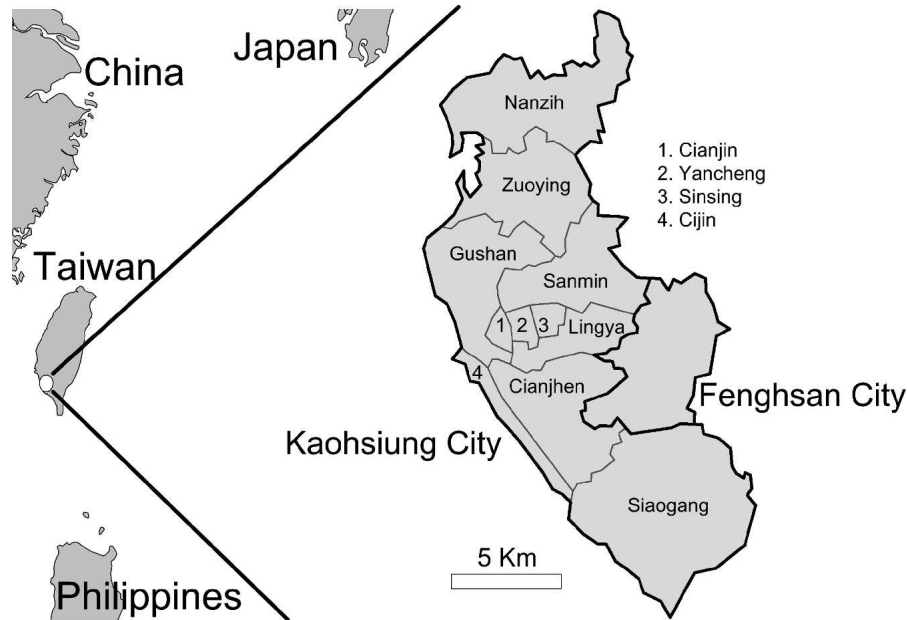 China
Japan
Taiwan
Philippines
Nanzih
Zuoying
Gushan
Sanmin
1
2
3
Lingya
4
Cianjhen
Siaogang
Kaohsiung City
Fenghsan City
1. Cianjin
2. Yancheng
3. Sinsing
4. Cijin
5 Km